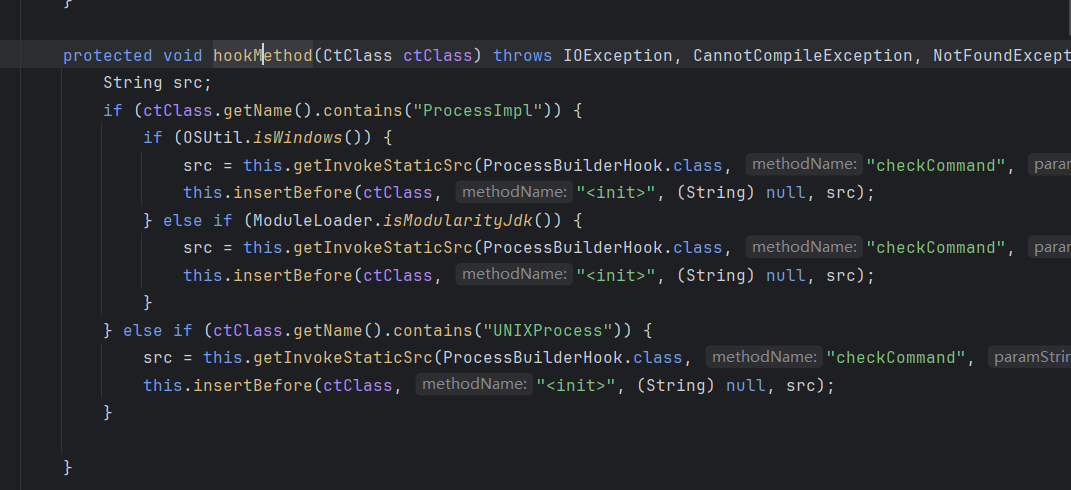 }
protected void hookMethod(CtClass ctClass) throws IOException, CannotCompileException, NotFoundExcept
String src;
if (ctClass.getName().contains("ProcessImpl")) {
if (OSUtil.isWindows()) {
src = this.getInvokeStaticSrc(ProcessBuilderHook.class, methodName: "checkCommand", param
this.insertBefore(ctClass, methodName: "<init>", (String) null, src);
} else if (ModuleLoader.isModularityJdk()) {
src = this.getInvokeStaticSrc(ProcessBuilderHook.class, methodName: "checkCommand", param
this.insertBefore(ctClass, methodName: "<init>", (String) null, src);
}
} else if (ctClass.getName().contains("UNIXProcess")) {
src = this.getInvokeStaticSrc(ProcessBuilderHook.class, methodName: "checkCommand", paramStrin
this.insertBefore(ctClass, methodName: "<init>", (String) null, src);
}
}